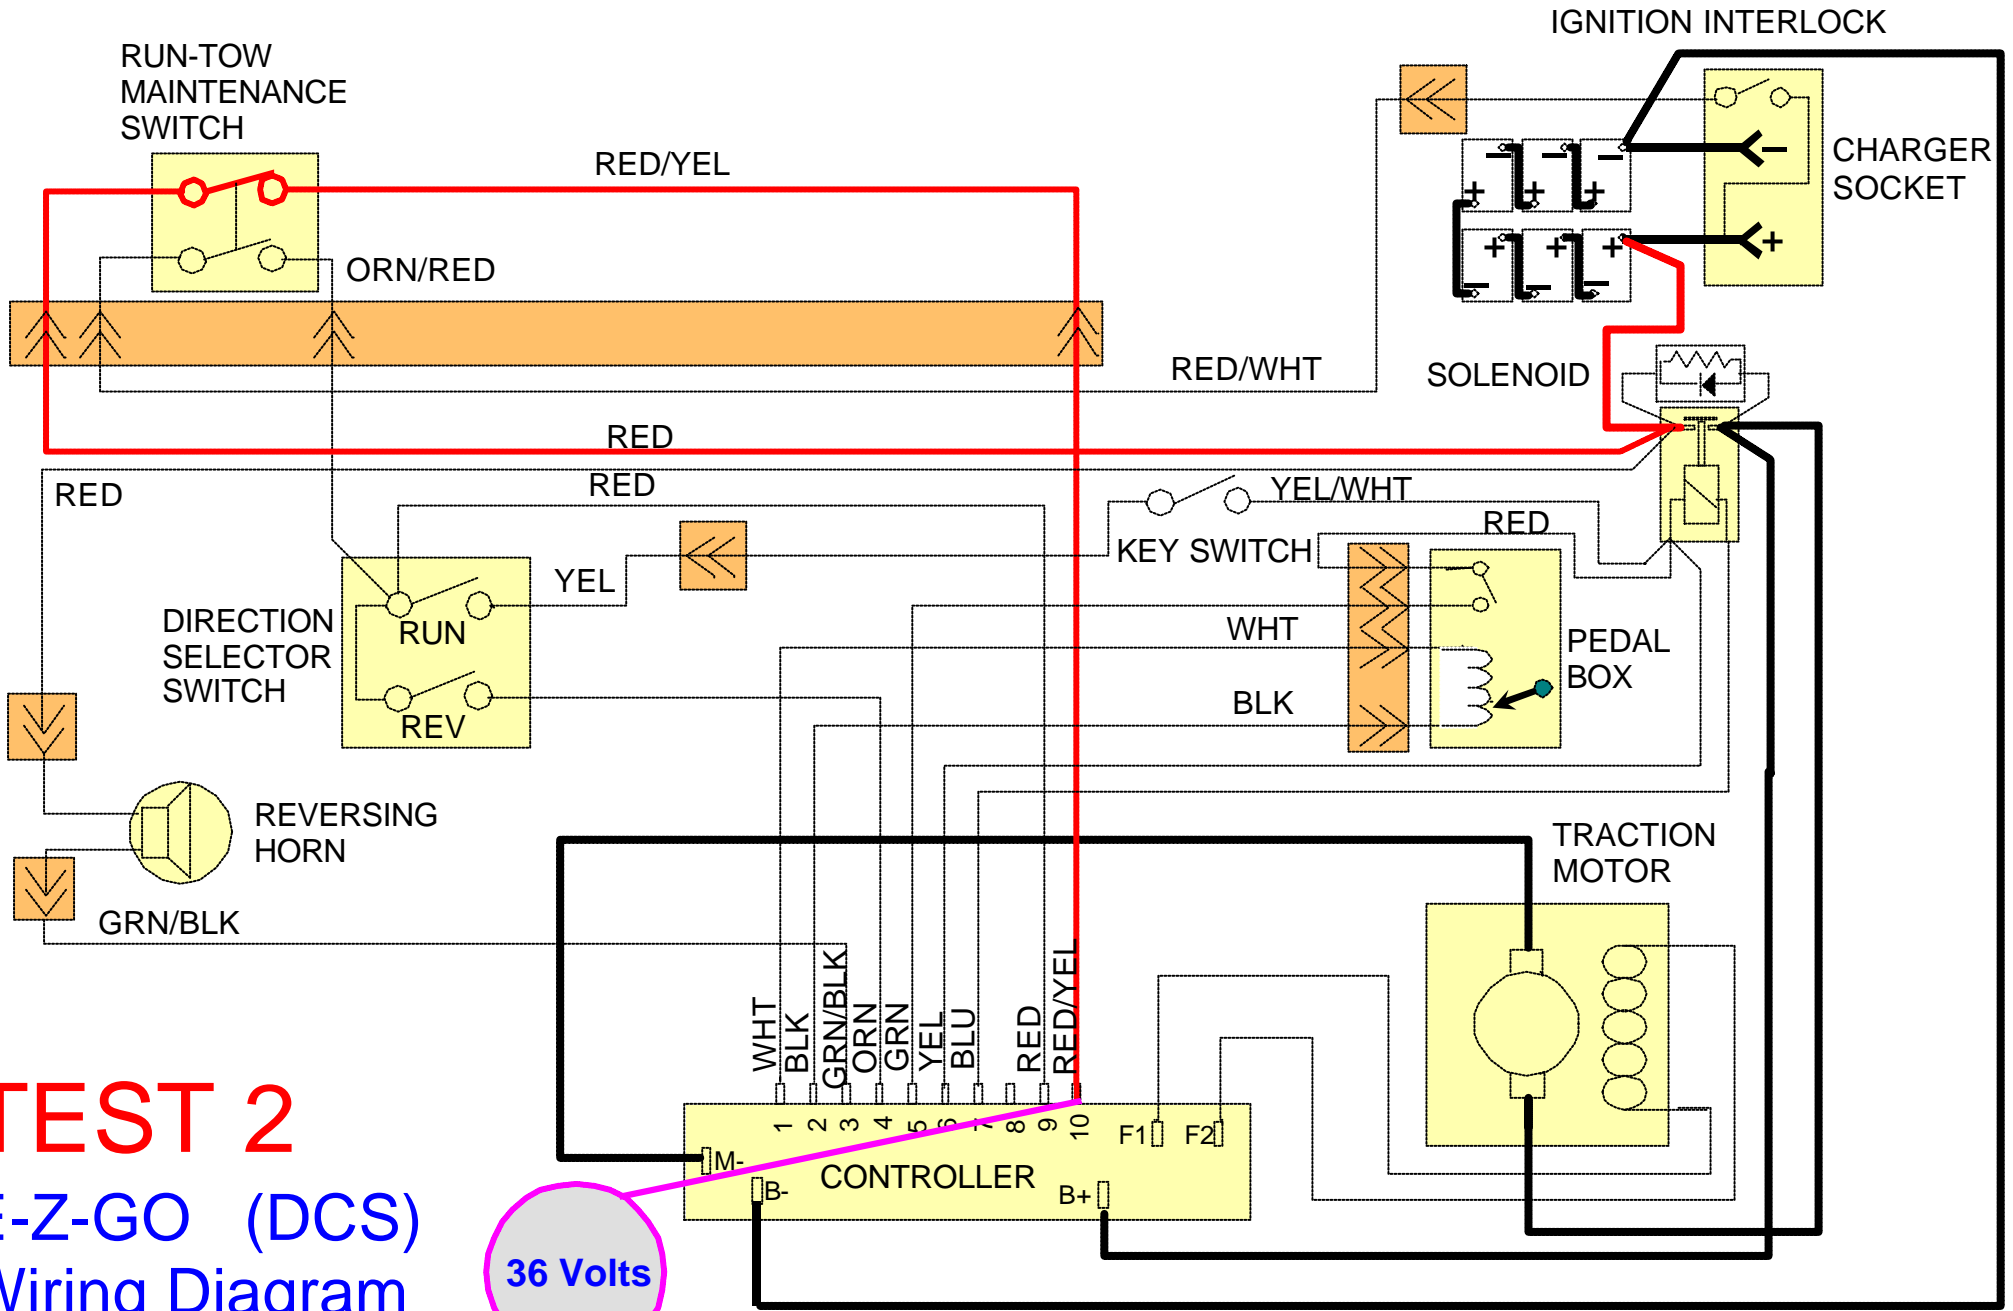 IGNITION INTERLOCK
RUN-TOW
MAINTENANCE
SWITCH
RED/YEL
CHARGER
SOCKET
ORN/RED
RED/WHT
SOLENOID
RED
RED
RED
YEL/WHT
RED
KEY SWITCH
YEL
DIRECTION
SELECTOR
SWITCH
RUN
REV
WHT
BLK
PEDAL
BOX
REVERSING
HORN
GRN/BLK
TRACTION
MOTOR
WHT
BLK
GRN/BLK
ORN
GRN
YEL
BLU
RED
RED/YEL
1
2
3
4
5
6
7
8
9
10
F1
F2
M-
B-
CONTROLLER
B+
TEST 2
E-Z-GO (DCS)
Wiring Diagram
36 Volts